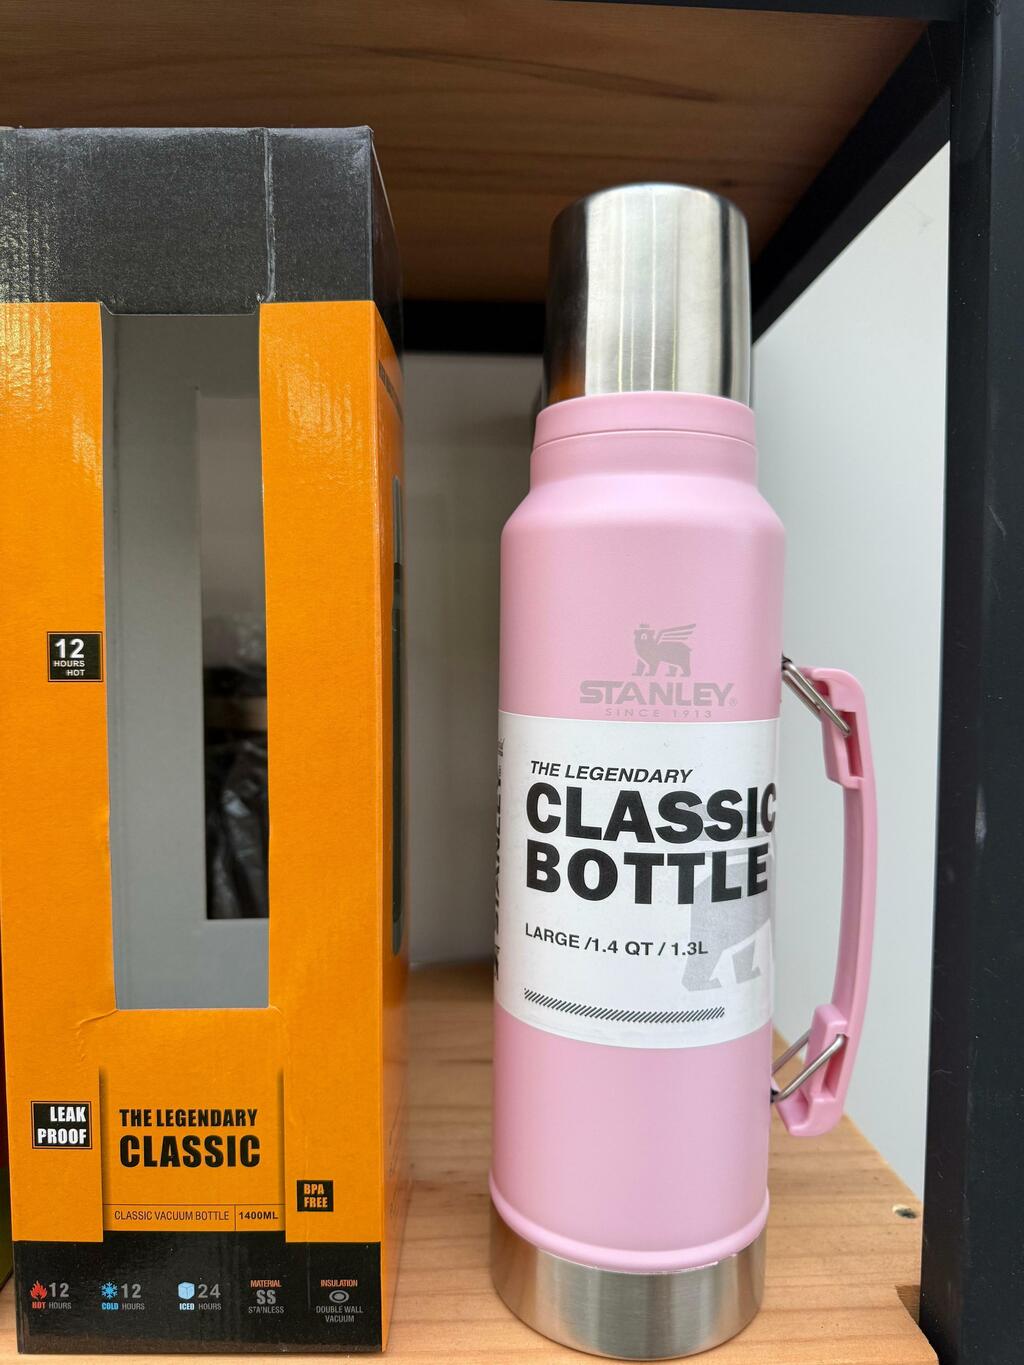 12
HOURS
HOT
LEAK
PROOF
THE LEGENDARY
CLASSIC
CLASSIC VACUUM BOTTLE 1400ML
BPA
FREE
12
HOT HOURS
12
COLD HOURS
24
ICED HOURS
MATERIAL
SS
STAINLESS
INSULATION
DOUBLE WALL
VACUUM
STANLEY®
SINCE 1913
THE LEGENDARY
CLASSIC
BOTTLE
LARGE /1.4 QT / 1.3L